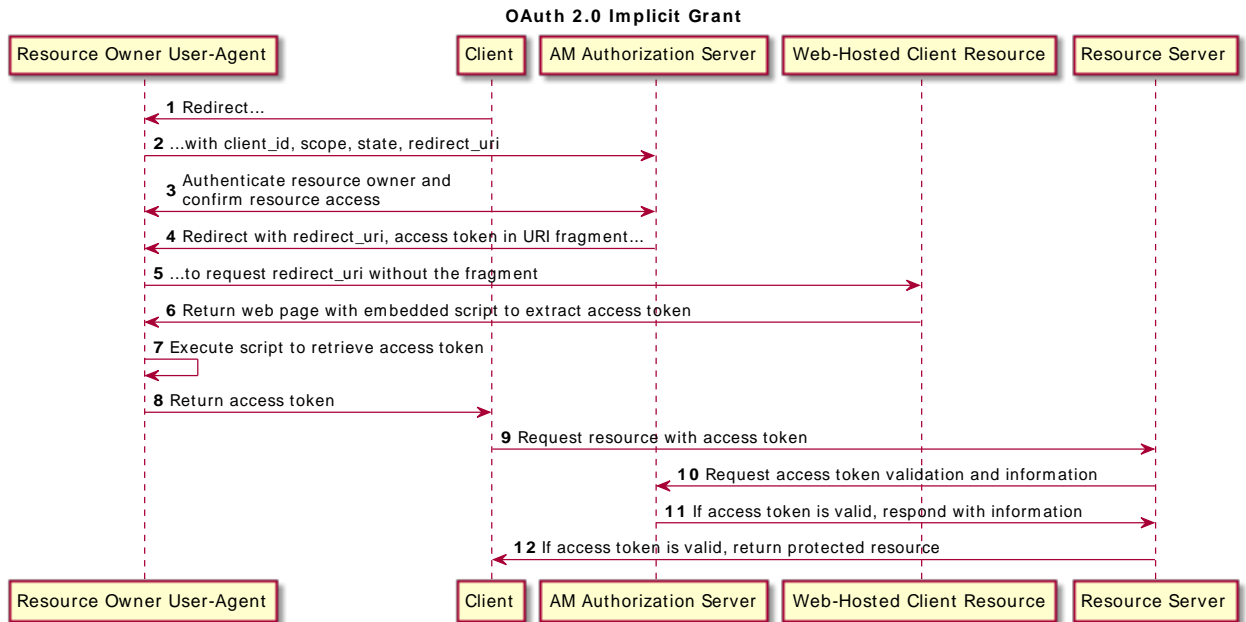 OAuth 2.0 Implicit Grant
Resource Owner User-Agent
Client
AM Authorization Server
Web-Hosted Client Resource
Resource Server
1 Redirect...
2 ...with client_id, scope, state, redirect_uri
3 Authenticate resource owner and
confirm resource access
4 Redirect with redirect_uri, access token in URI fragment...
5 ...to request redirect_uri without the fragment
6 Return web page with embedded script to extract access token
7 Execute script to retrieve access token
8 Return access token
9 Request resource with access token
10 Request access token validation and information
11 If access token is valid, respond with information
12 If access token is valid, return protected resource
Resource Owner User-Agent
Client
AM Authorization Server
Web-Hosted Client Resource
Resource Server